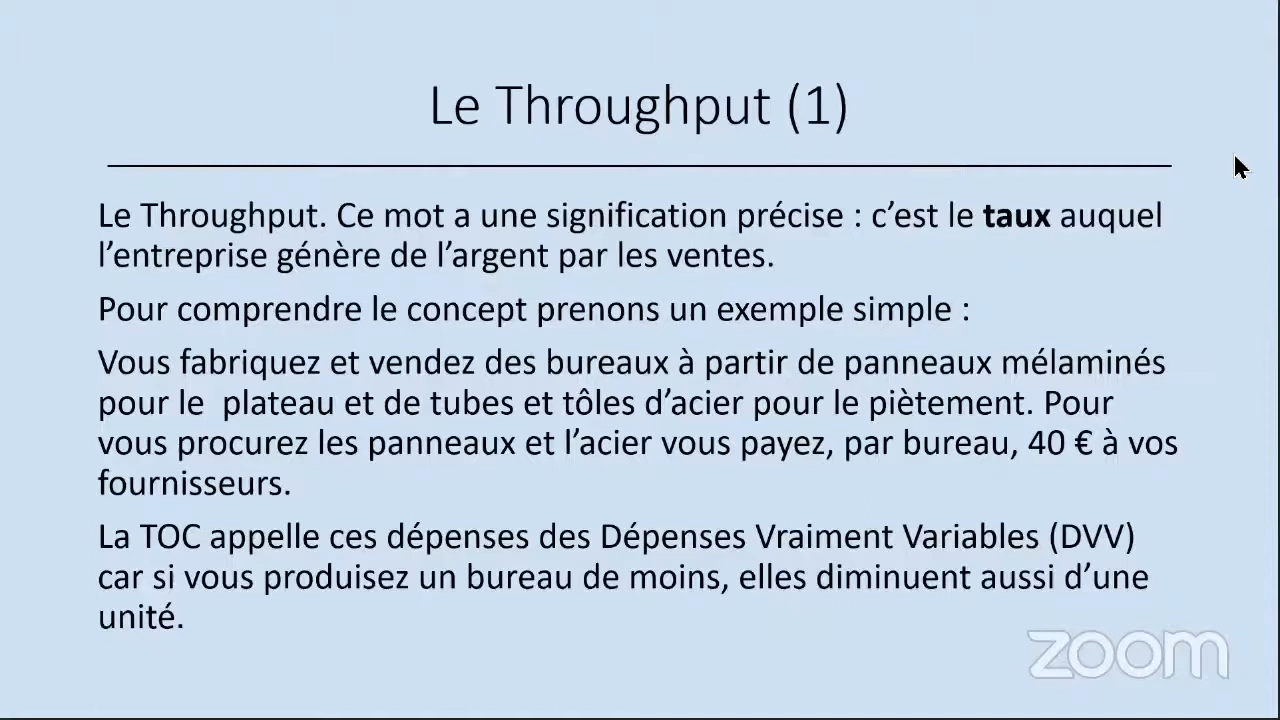 Le Throughput (1)
Le Throughput. Ce mot a une signification précise : c’est le taux auquel
l’entreprise génère de l’argent par les ventes.
Pour comprendre le concept prenons un exemple simple :
Vous fabriquez et vendez des bureaux à partir de panneaux mélaminés
pour le  plateau et de tubes et tôles d’acier pour le piètement. Pour
vous procurez les panneaux et l’acier vous payez, par bureau, 40 € à vos
fournisseurs.
La TOC appelle ces dépenses des Dépenses Vraiment Variables (DVV)
car si vous produisez un bureau de moins, elles diminuent aussi d’une
unité.
zoom